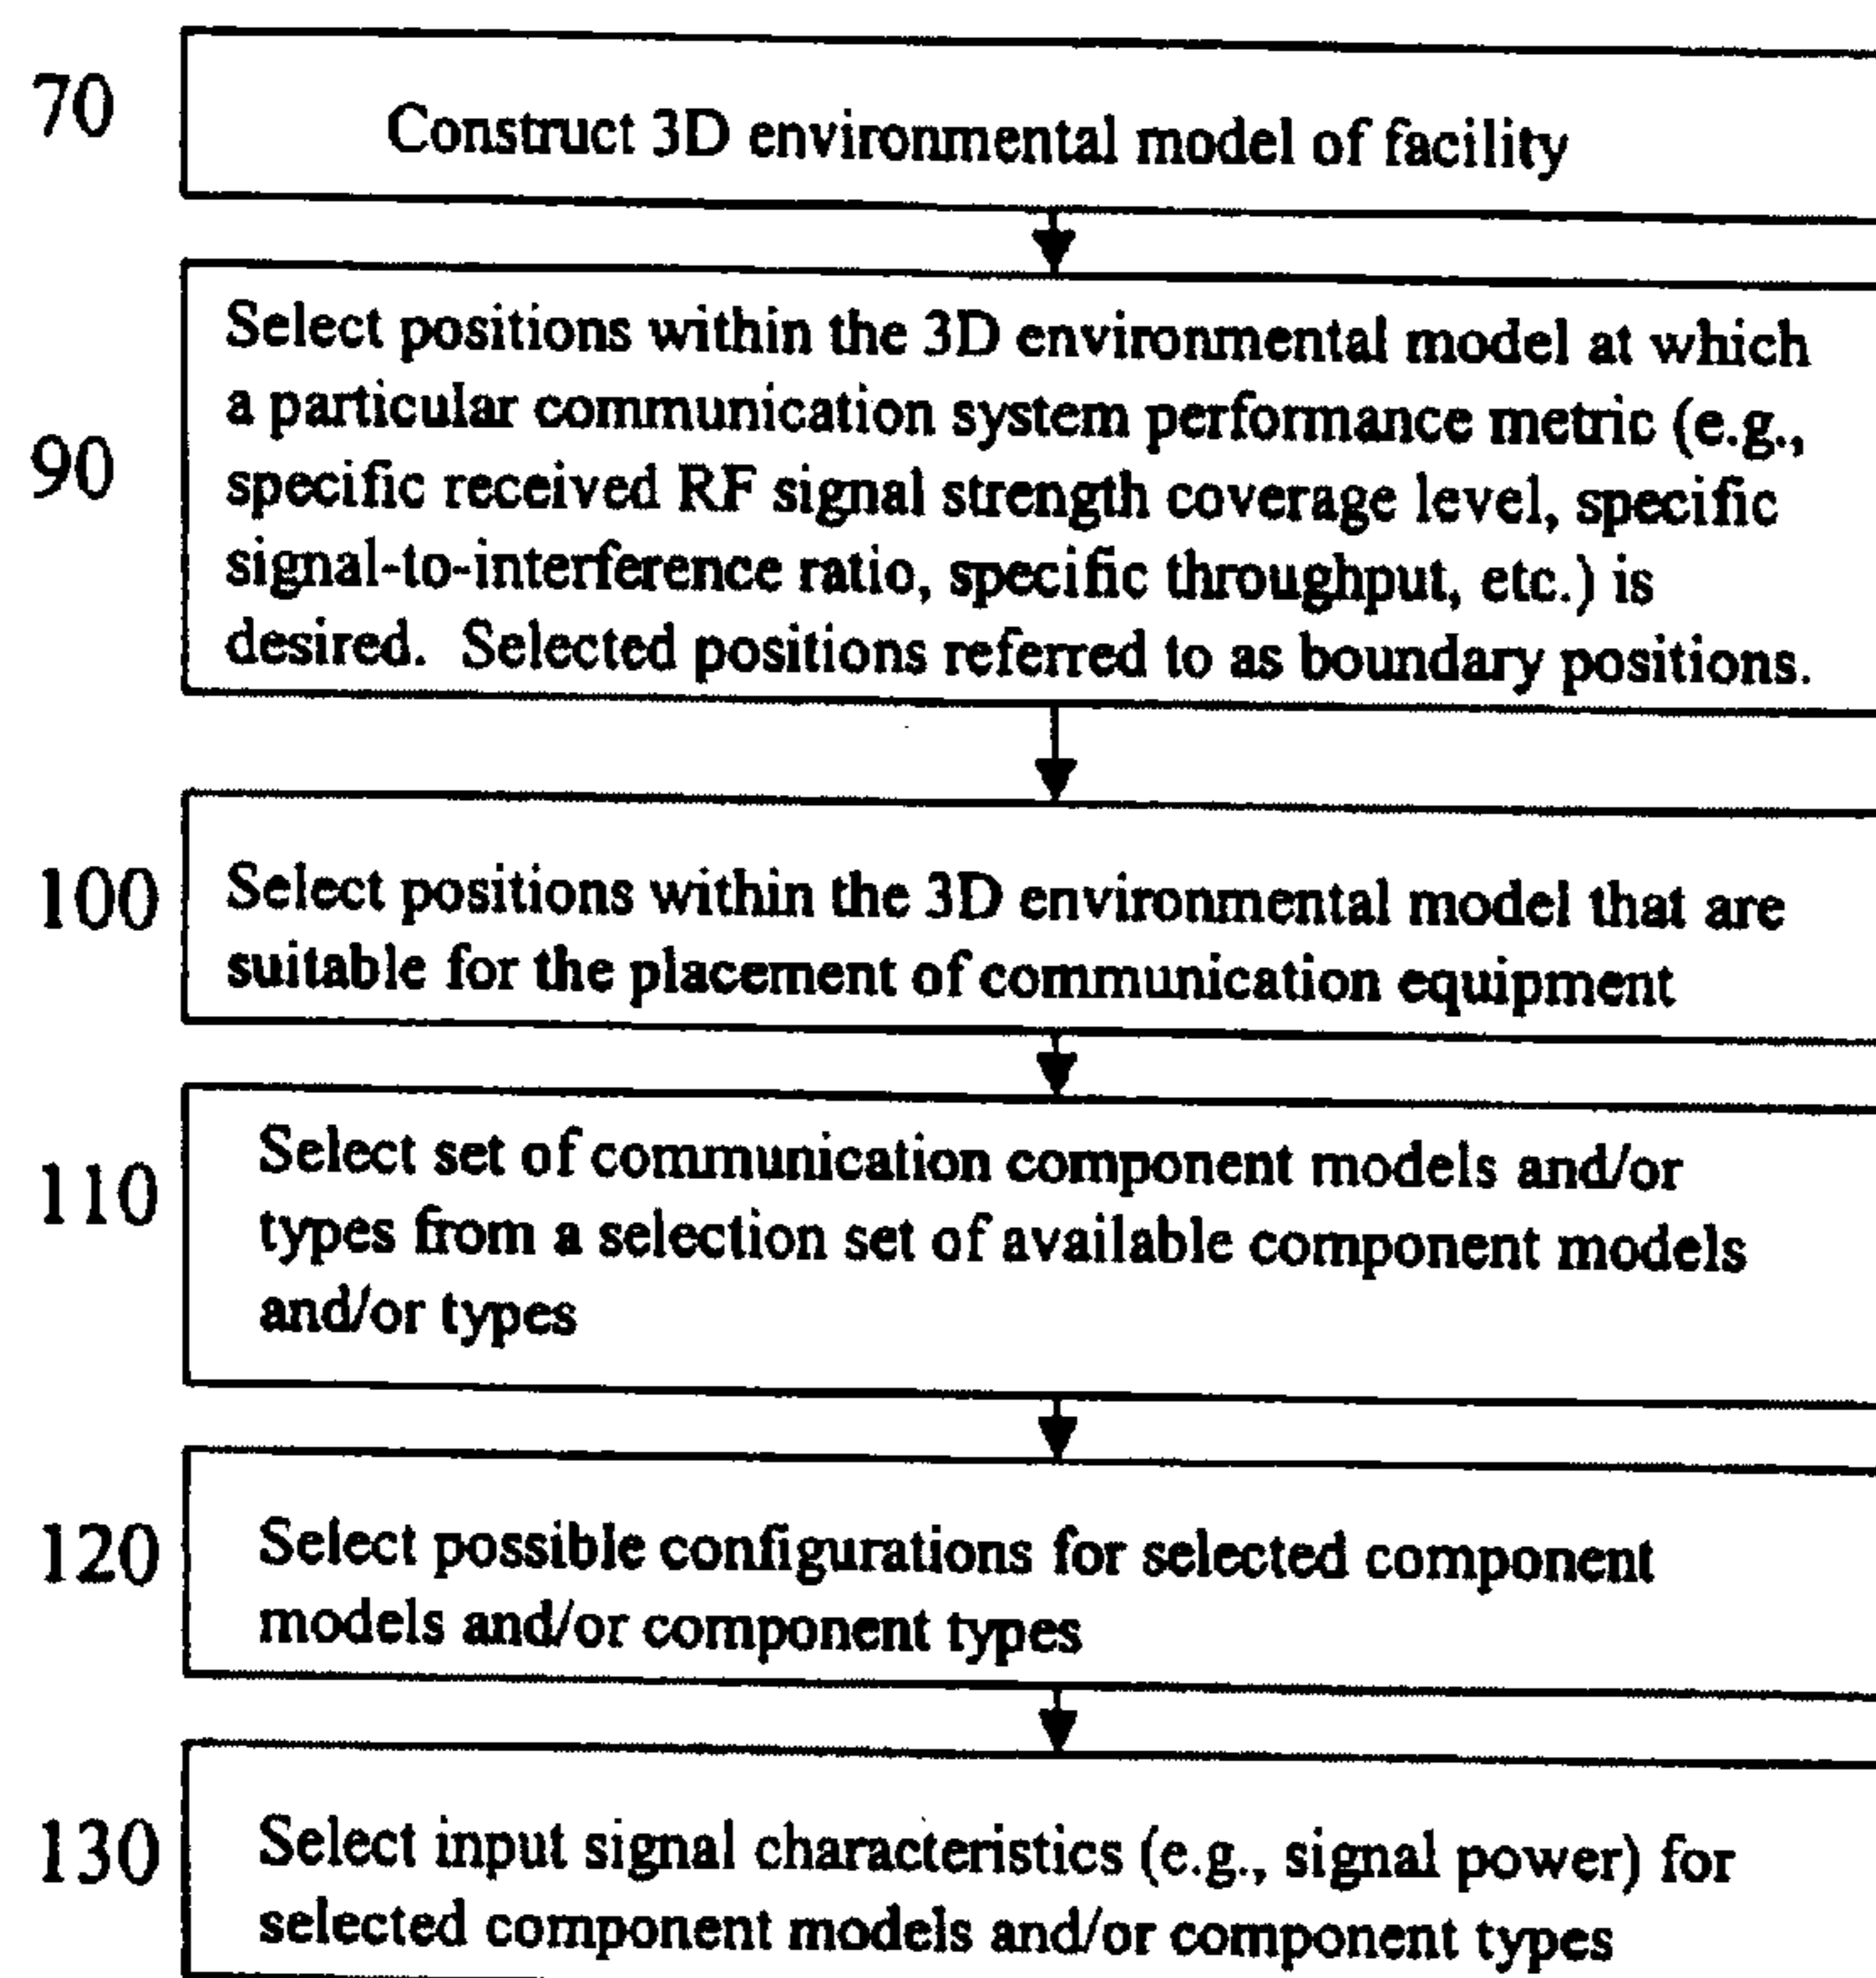 70
Construct 3D environmental model of facility
90
Select positions within the 3D environmental model at which
a particular communication system performance metric (e.g.,
specific received RF signal strength coverage level, specific
signal-to-interference ratio, specific throughput, etc.) is
desired. Selected positions referred to as boundary positions.
100
Select positions within the 3D environmental model that are
suitable for the placement of communication equipment
110
Select set of communication component models and/or
types from a selection set of available component models
and/or types
120
Select possible configurations for selected component
models and/or component types
130
Select input signal characteristics (e.g., signal power) for
selected component models and/or component types